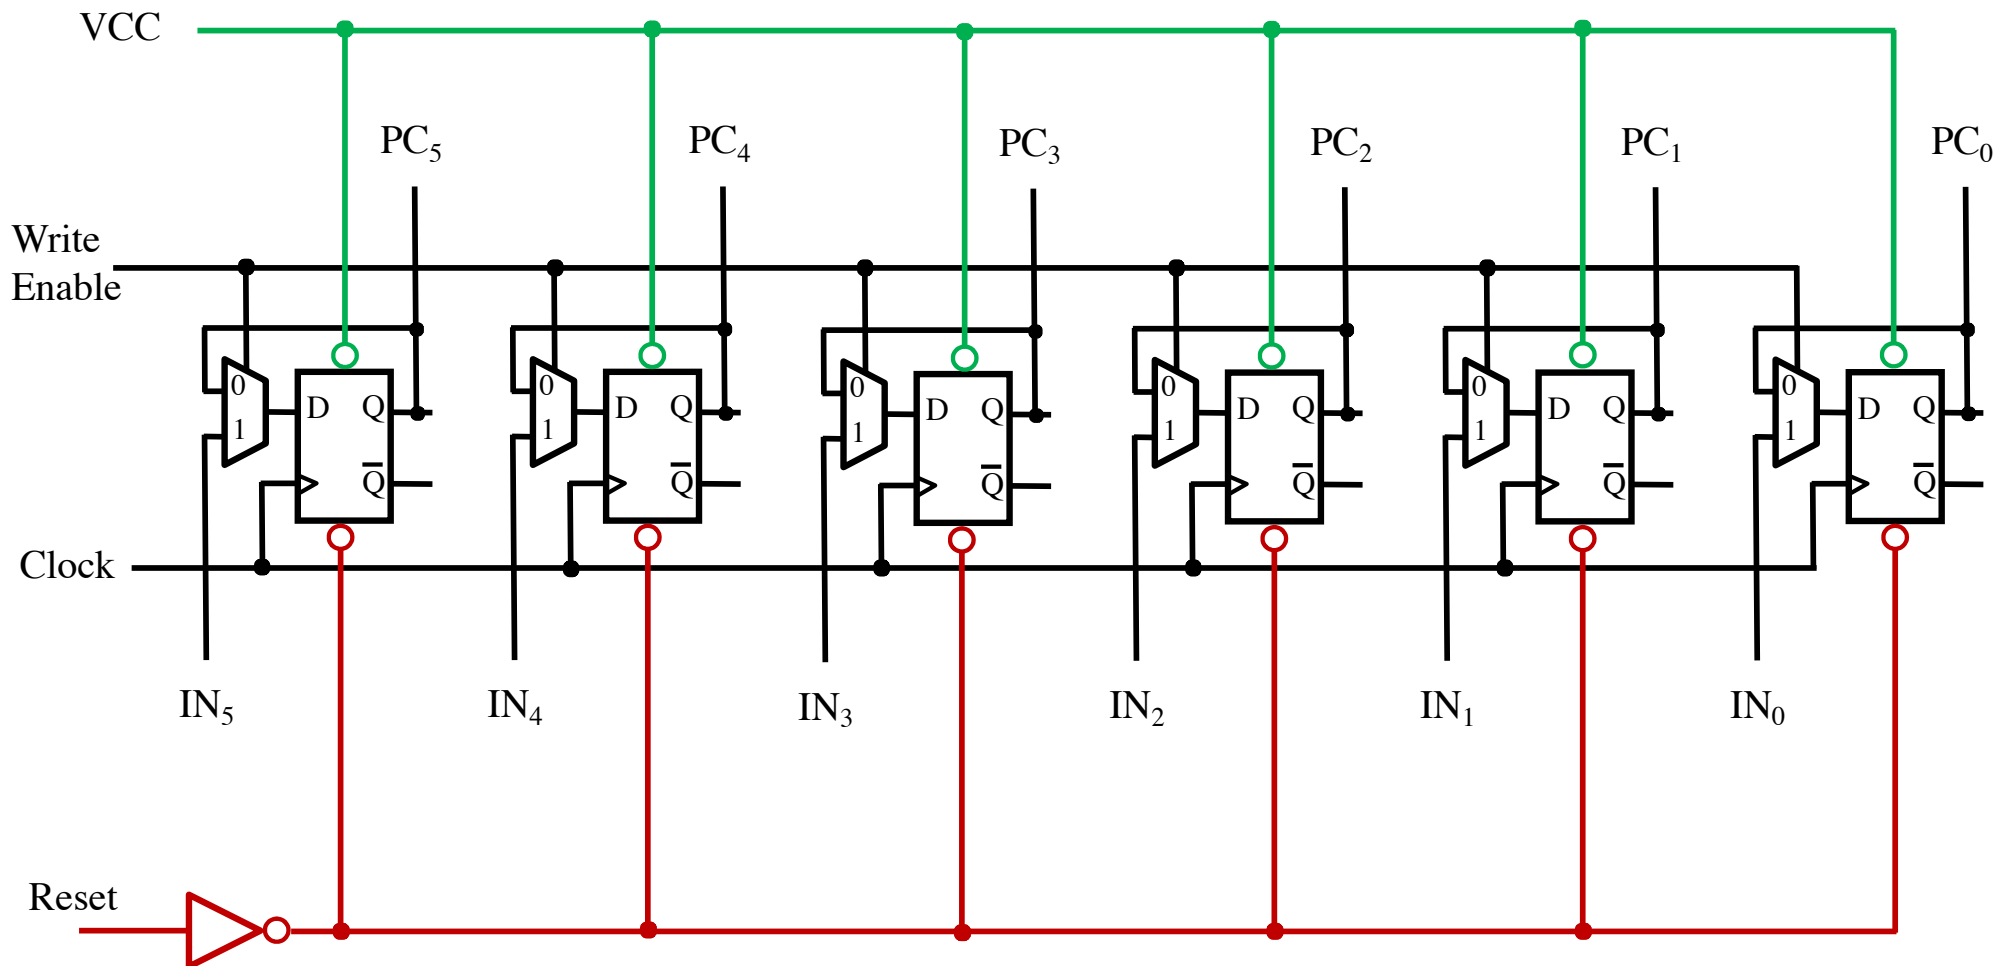 VCC
PC5 PC4 PC3 PC2 PC1 PC0
Write
Enable
0 0 0 0 0 0
D Q D Q D Q D Q D Q D Q
1 1 1 1 1 1
Q̅ Q̅ Q̅ Q̅ Q̅ Q̅
Clock
IN5 IN4 IN3 IN2 IN1 IN0
Reset